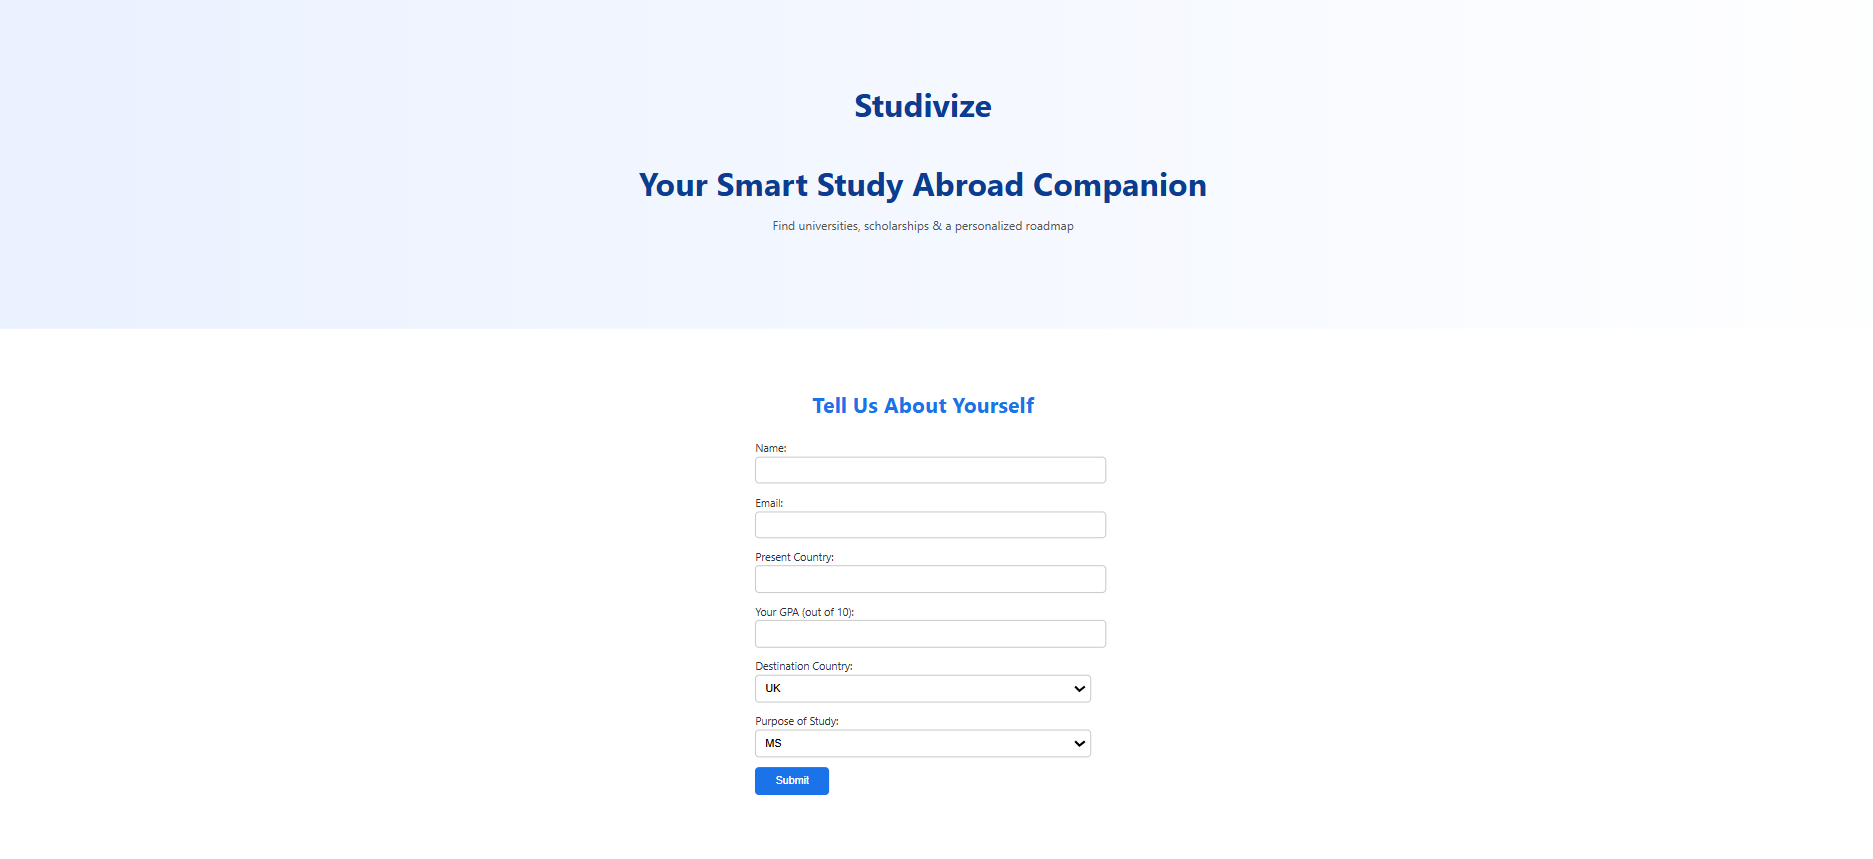 Studivize
Your Smart Study Abroad Companion
Find universities, scholarships & a personalized roadmap
Tell Us About Yourself
Name:
Email:
Present Country:
Your GPA (out of 10):
Destination Country:
UK
Purpose of Study:
MS
Submit